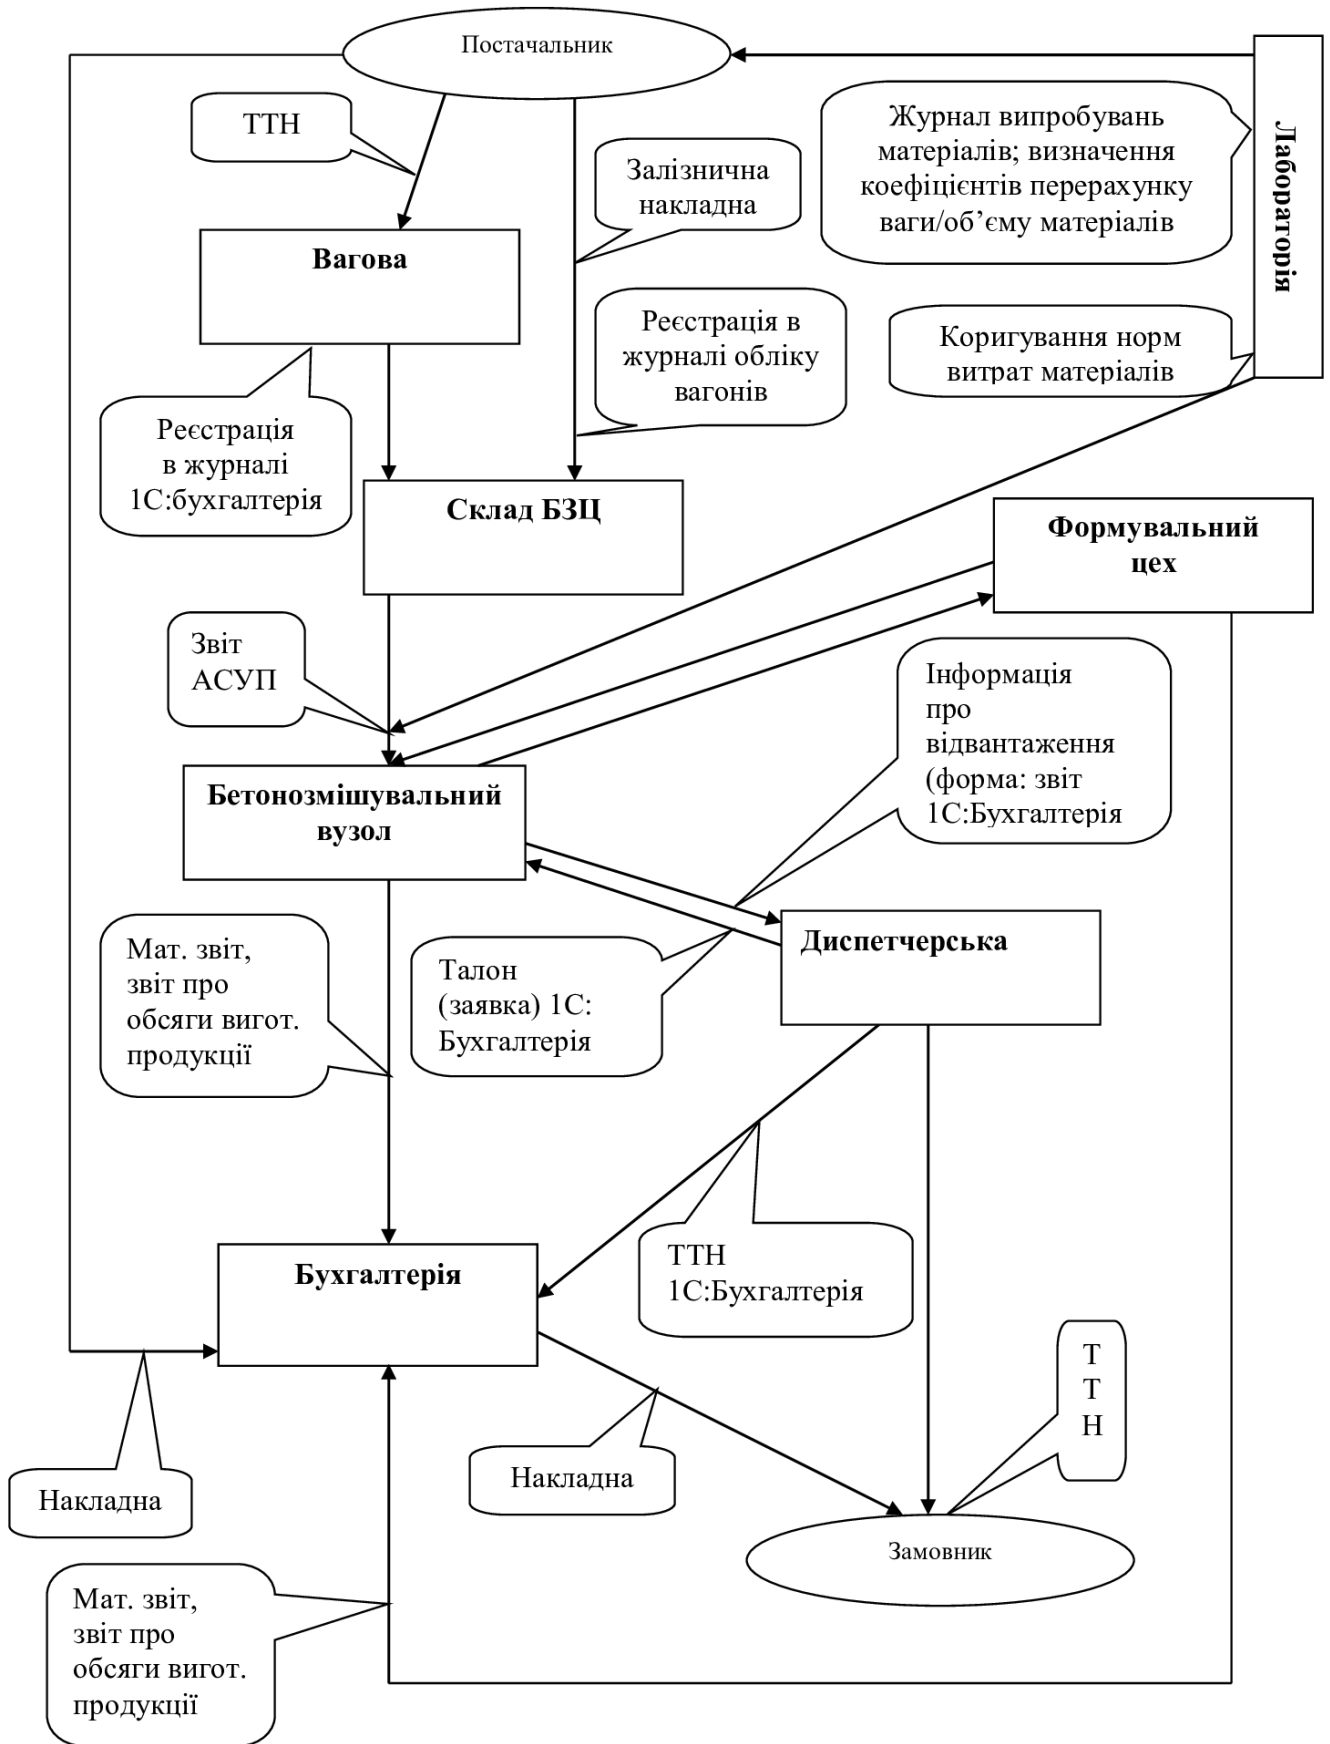 Постачальник
ТТН
Залізнична
накладна
Журнал випробувань
матеріалів; визначення
коефіцієнтів перерахунку
ваги/об’єму матеріалів
Лабораторія
Вагова
Реєстрація в
журналі обліку
вагонів
Коригування норм
витрат матеріалів
Реєстрація
в журналі
1С:бухгалтерія
Склад БЗЦ
Формувальний
цех
Звіт
АСУП
Інформація
про
відвантаження
(форма: звіт
1С:Бухгалтерія
Бетонозмішувальний
вузол
Мат. звіт,
звіт про
обсяги вигот.
продукції
Талон
(заявка) 1С:
Бухгалтерія
Диспетчерська
ТТН
1С:Бухгалтерія
Бухгалтерія
Т
Т
Н
Накладна
Накладна
Замовник
Мат. звіт,
звіт про
обсяги вигот.
продукції